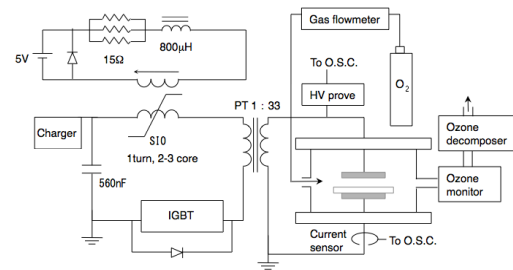 Gas flowmeter
800μH
5V
15Ω
To O.S.C.
O2
HV prove
PT 1 : 33
Charger
SI0
1turn, 2-3 core
Ozone
decomposer
560nF
Ozone
monitor
IGBT
Current
sensor
To O.S.C.